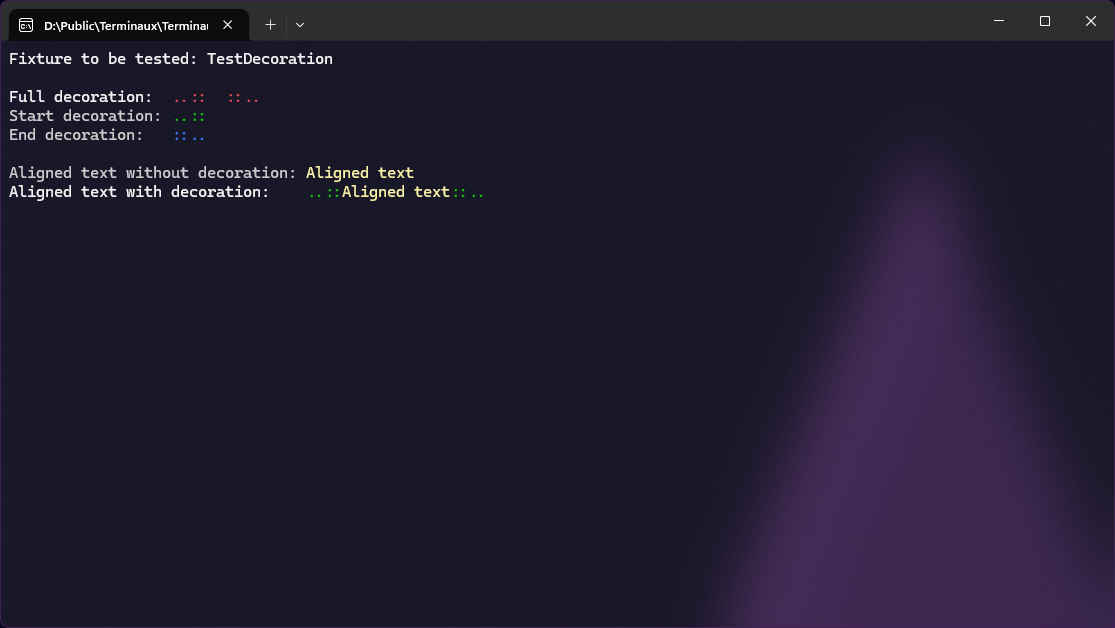 D:\Public\Terminaux\Termina
Fixture to be tested: TestDecoration
Full decoration:  ..::  ::..
Start decoration: ..::
End decoration:   ::..
Aligned text without decoration: Aligned text
Aligned text with decoration:    ..::Aligned text::..